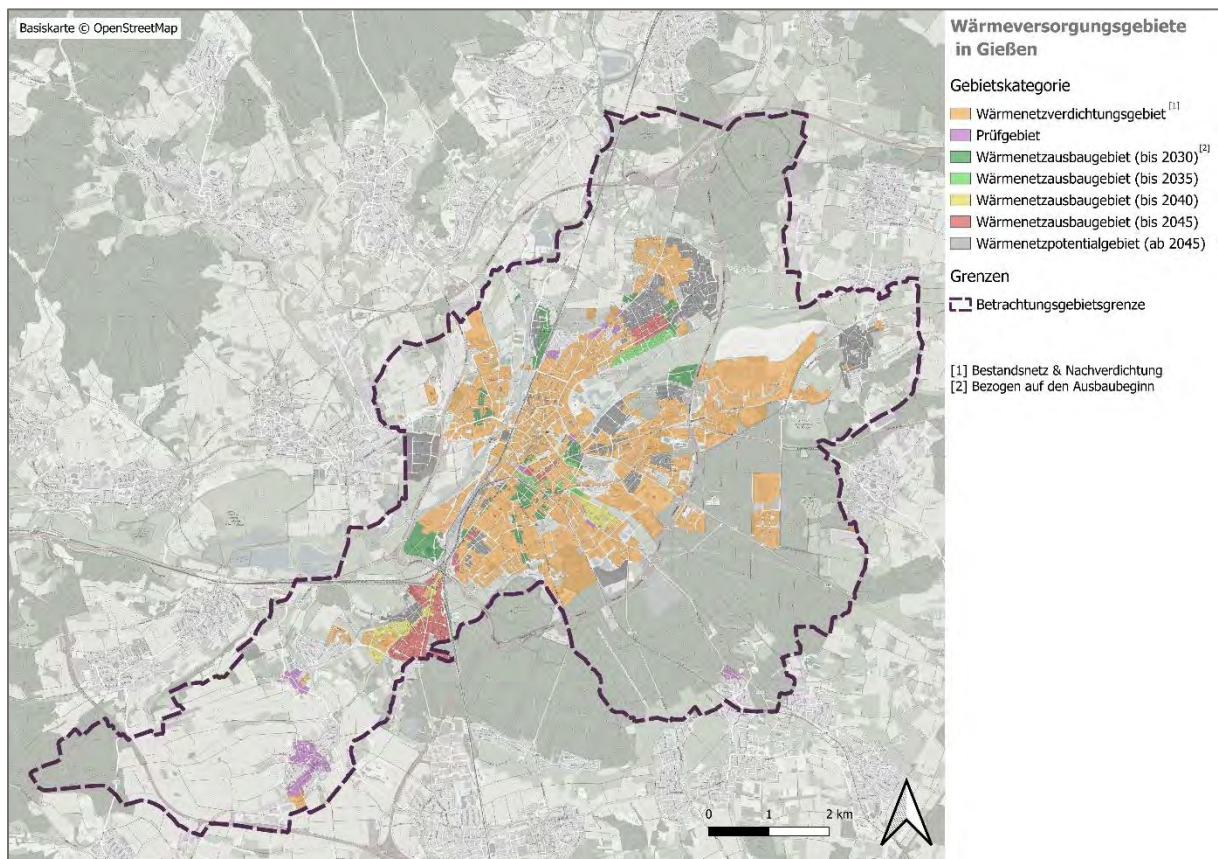 Basiskarte © OpenStreetMap
Wärmeversorgungsgebiete
in Gießen
Gebietskategorie
Wärmenetzverdichtungsgebiet [1]
Prüfgebiet
Wärmenetzausbaugebiet (bis 2030) [2]
Wärmenetzausbaugebiet (bis 2035)
Wärmenetzausbaugebiet (bis 2040)
Wärmenetzausbaugebiet (bis 2045)
Wärmenetzpotentialgebiet (ab 2045)
Grenzen
Betrachtungsgebietsgrenze
[1] Bestandsnetz & Nachverdichtung
[2] Bezogen auf den Ausbaubeginn
0 1 2 km